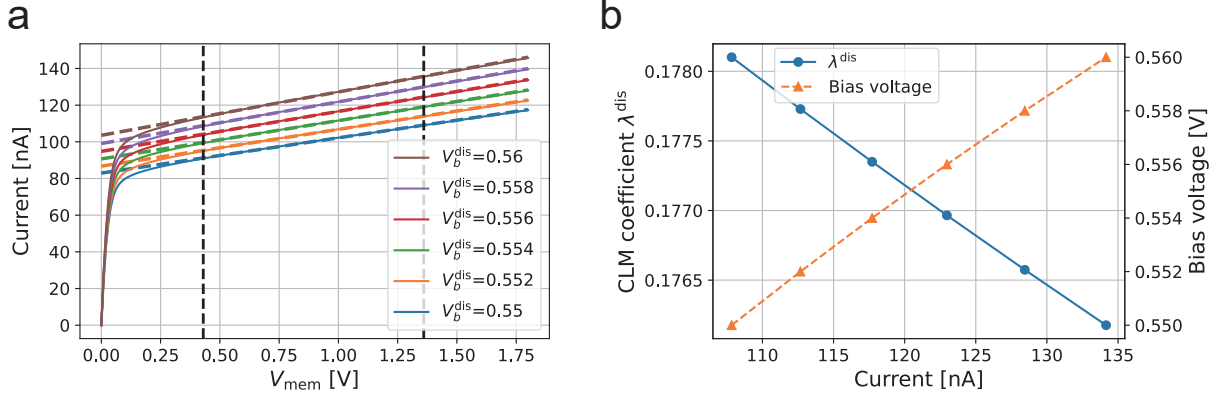 a
Current [nA]
140
120
100
80
60
40
20
0
V_b^dis=0.56
V_b^dis=0.558
V_b^dis=0.556
V_b^dis=0.554
V_b^dis=0.552
V_b^dis=0.55
0.00 0.25 0.50 0.75 1.00 1.25 1.50 1.75
V_mem [V]
b
CLM coefficient λ^dis
0.1780
0.1775
0.1770
0.1765
λ^dis
Bias voltage
0.560
0.558
0.556
0.554
0.552
0.550
Bias voltage [V]
110 115 120 125 130 135
Current [nA]